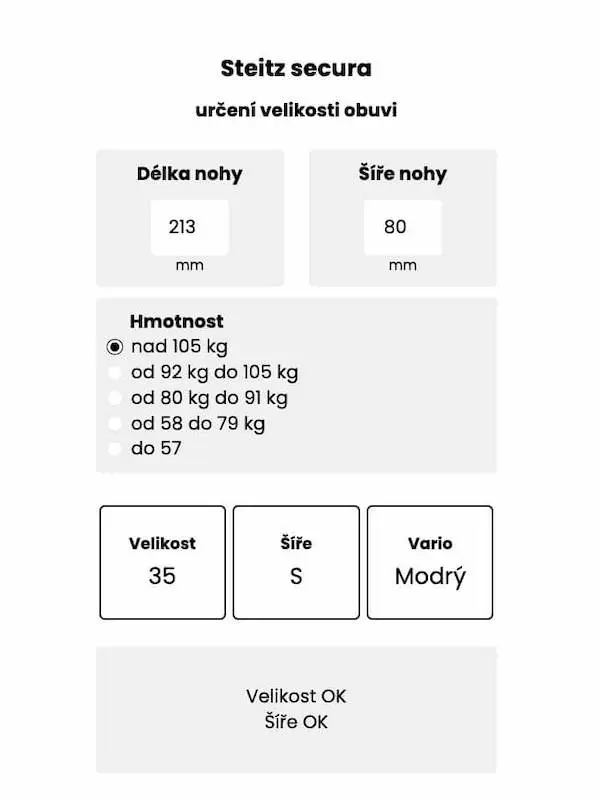 Steitz secura
určení velikosti obuvi
Délka nohy
213
mm
Šíře nohy
80
mm
Hmotnost
nad 105 kg
od 92 kg do 105 kg
od 80 kg do 91 kg
od 58 do 79 kg
do 57
Velikost
35
Šíře
S
Vario
Modrý
Velikost OK
Šíře OK